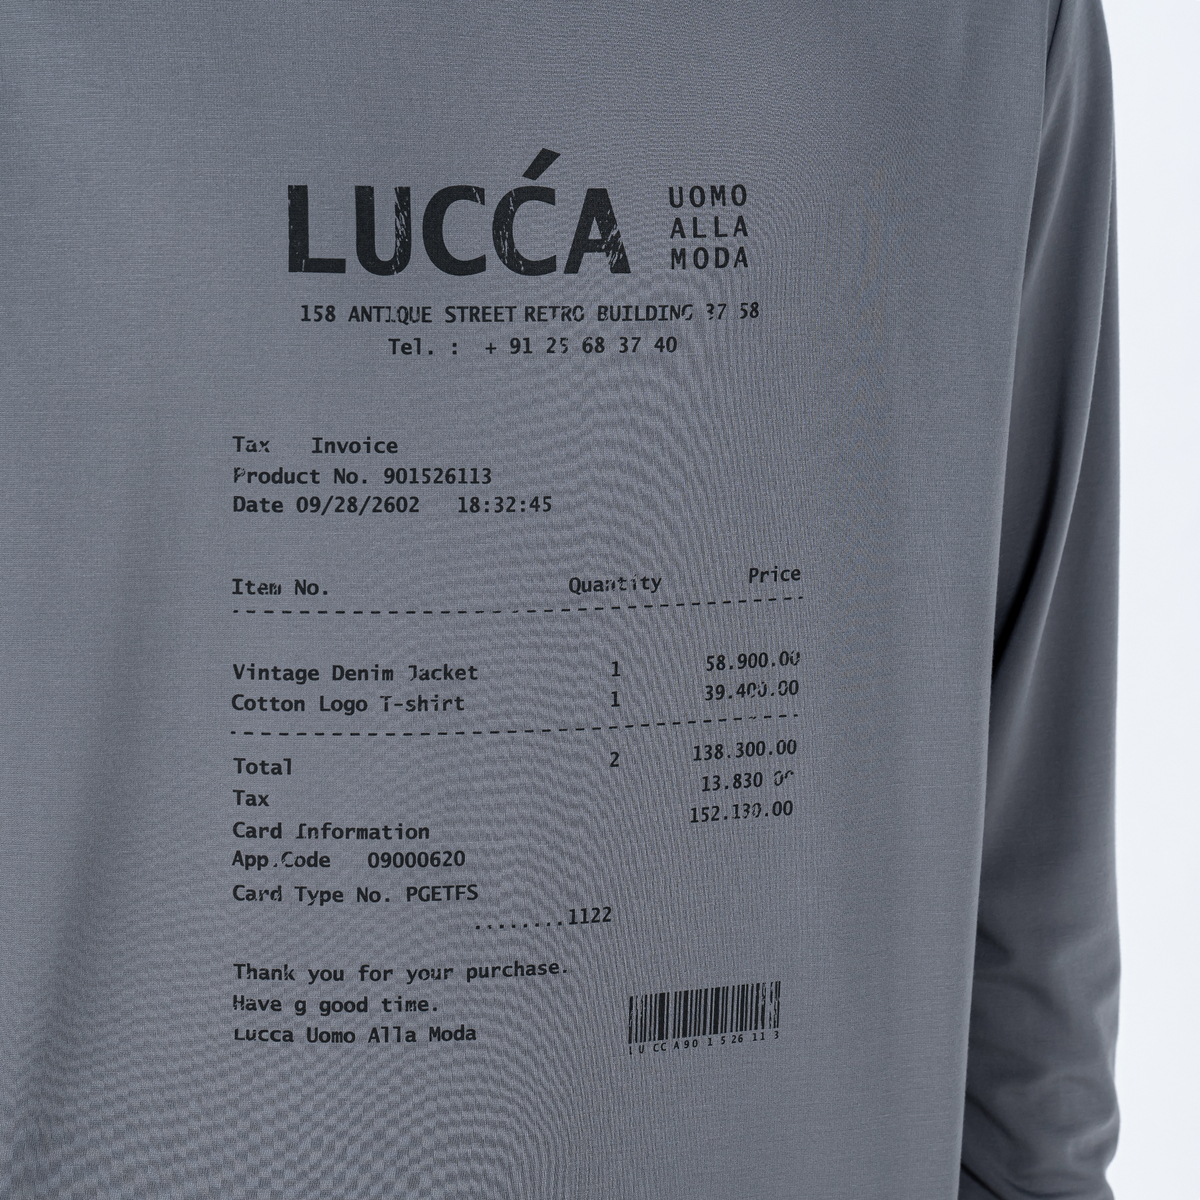 LUCĆA
UOMO
ALLA
MODA
158 ANTIQUE STREET RETRO BUILDING 37 58
Tel. : + 91 25 68 37 40
Tax Invoice
Product No. 901526113
Date 09/28/2602 18:32:45
Item No. Quantity Price
Vintage Denim Jacket 1 58.900.00
Cotton Logo T-shirt 1 39.400.00
Total 2 138.300.00
Tax 13.830 00
152.130.00
Card Information
App.Code 09000620
Card Type No. PGETFS
........1122
Thank you for your purchase.
Have g good time.
Lucca Uomo Alla Moda
LUCCA901526113